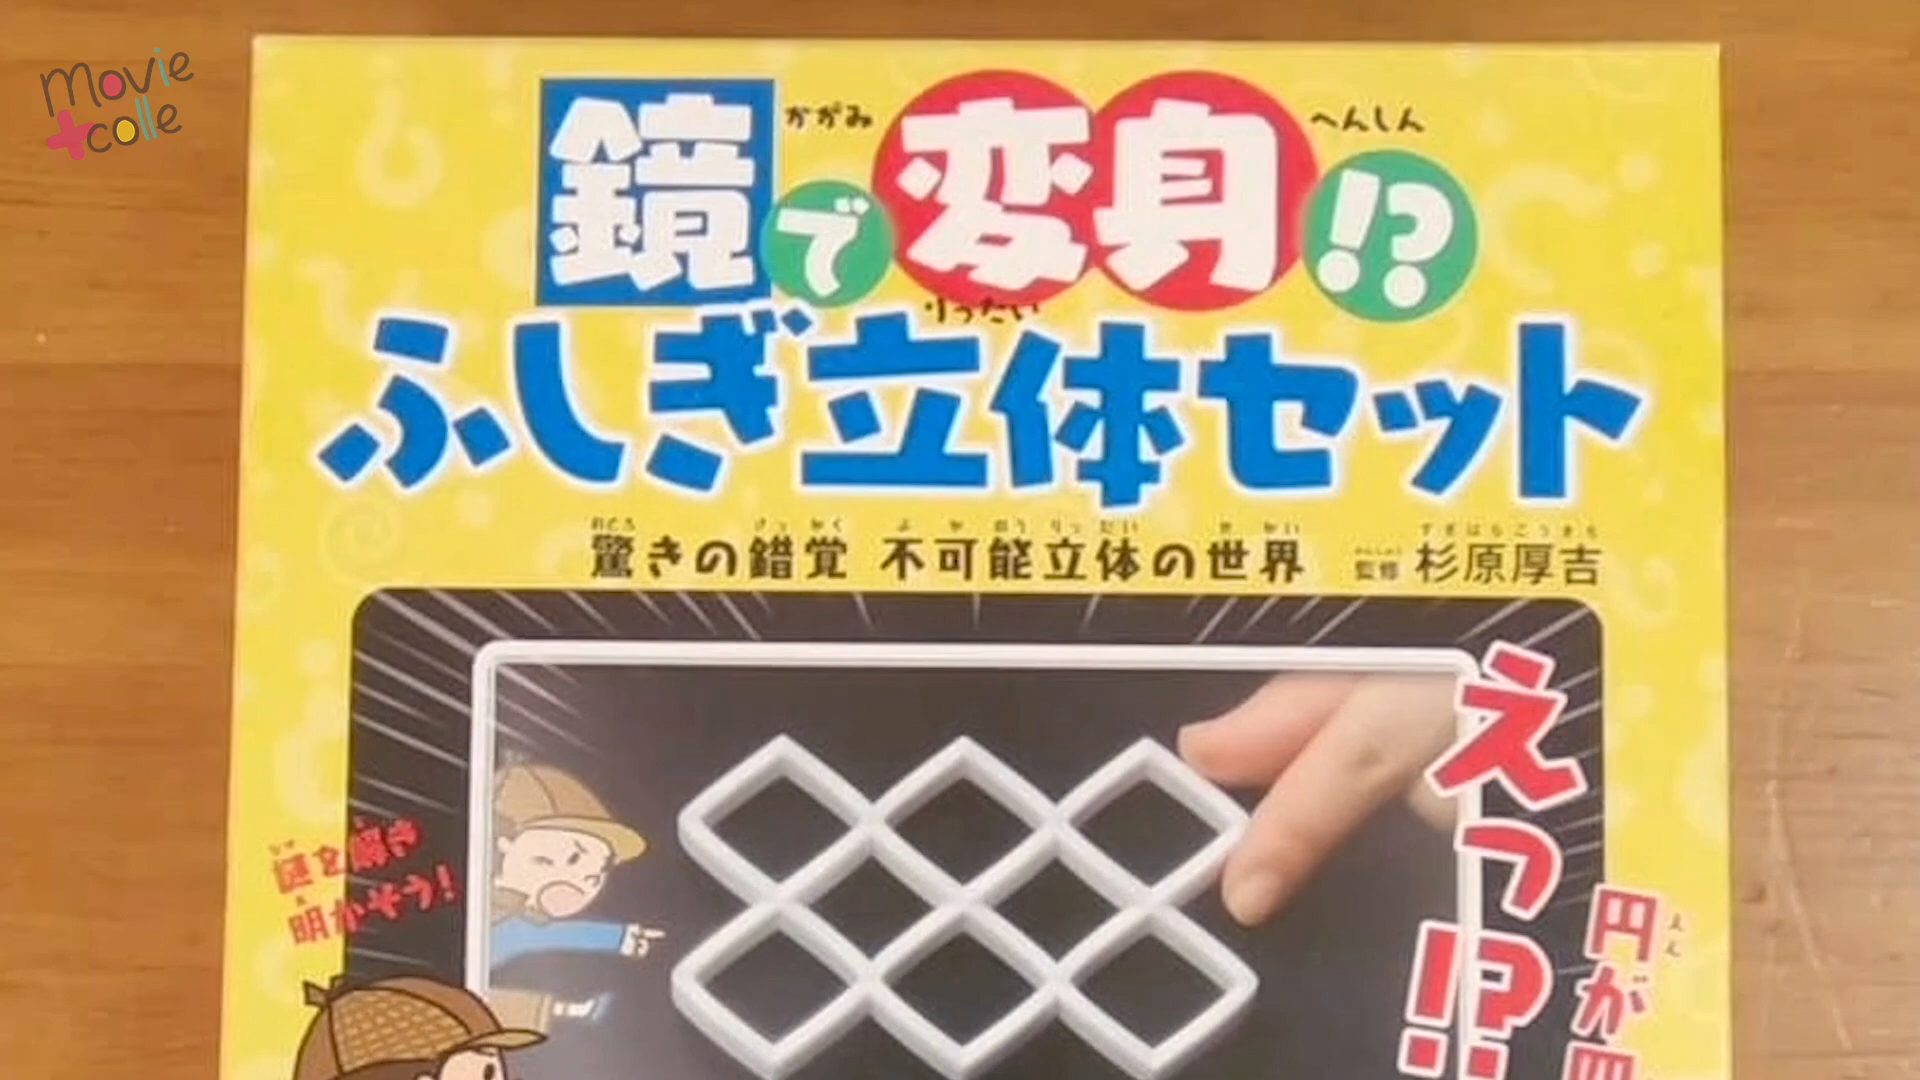 movie
+colle
かがみ へんしん
鏡で変身!?
りったい
ふしぎ立体セット
おどろ さっかく ふかのうりったい せかい すぎはらこうきち
驚きの錯覚 不可能立体の世界 監修 杉原厚吉
えっ!?
謎を解き
明かそう!
えん
円が四